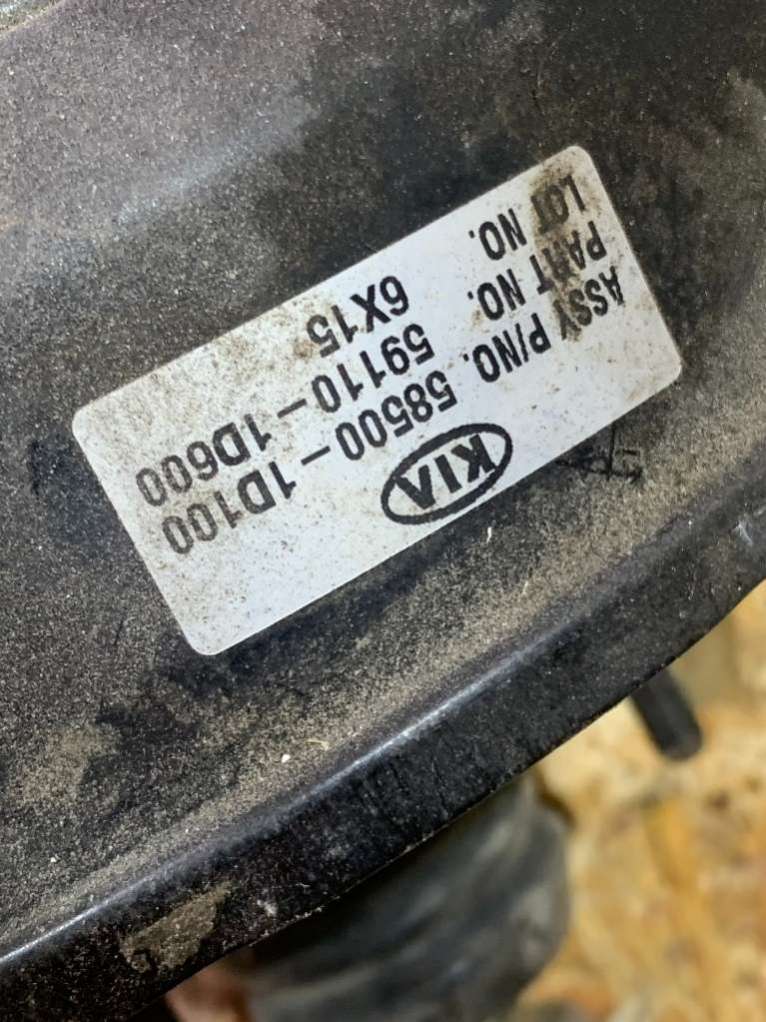 KIA
ASSY P/NO. 58500-1D100
PART NO. 59110-1D600
LOT NO. 6X15